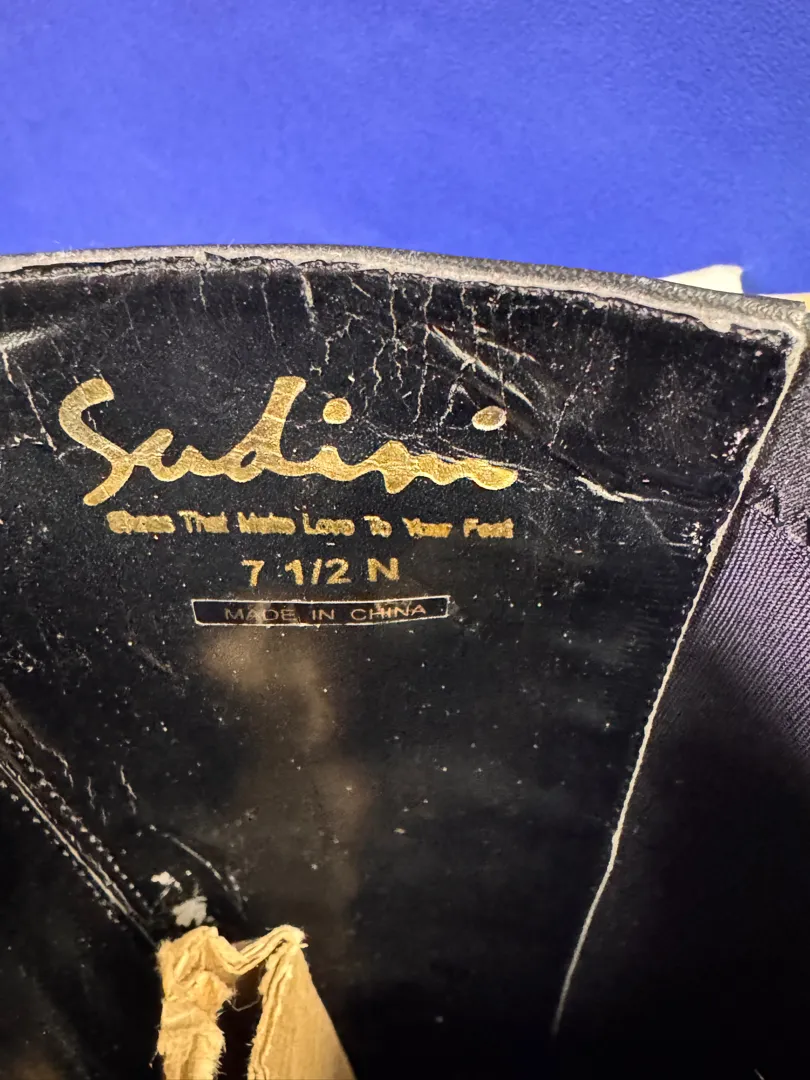 Sudini
Shoes That Make Love To Your Feet
7 1/2 N
MADE IN CHINA